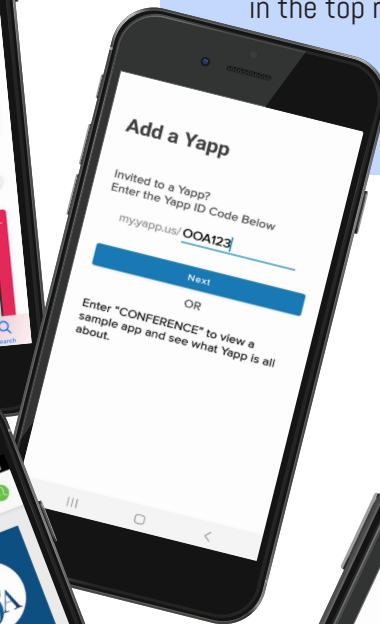 in the top
Add a Yapp
Invited to a Yapp?
Enter the Yapp ID Code Below
my.yapp.us/OOA123
Next
OR
Enter "CONFERENCE" to view a
sample app and see what Yapp is all
about.